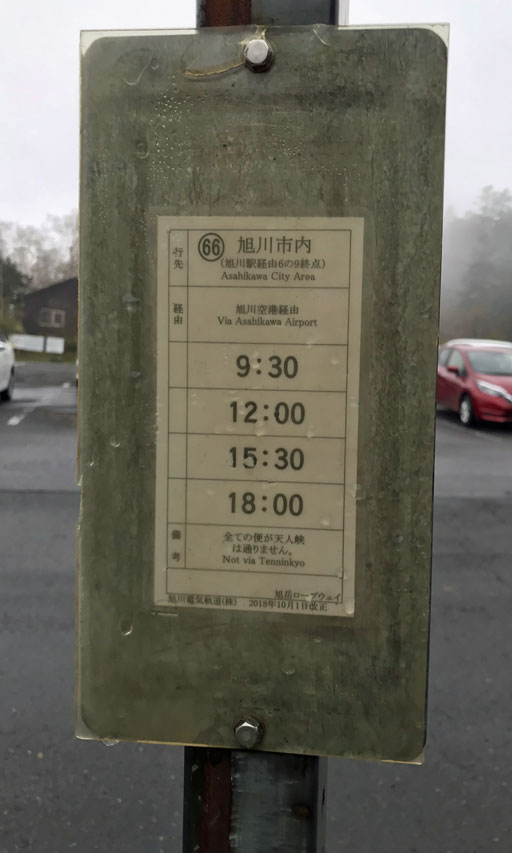 行先
66 旭川市内
(旭川駅経由6の9終点)
Asahikawa City Area
経由
旭川空港経由
Via Asahikawa Airport
9:30
12:00
15:30
18:00
備考
全ての便が天人峡
は通りません。
Not via Tenninkyo
旭岳ロープウェイ
旭川電気軌道(株) 2018年10月1日改正